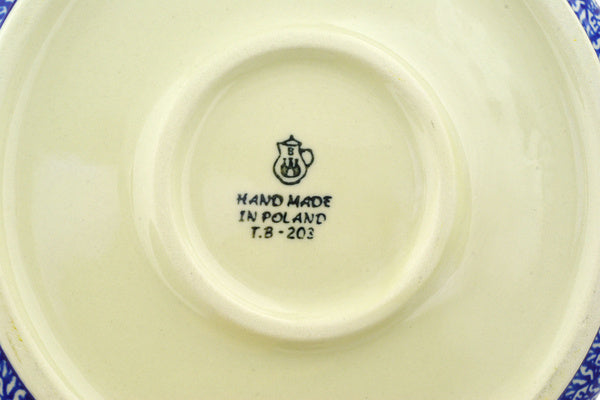 B
HAND MADE
IN POLAND
T.B - 203